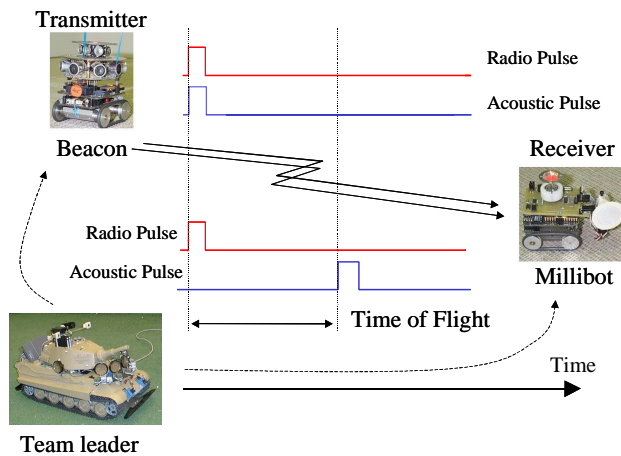 Transmitter
Radio Pulse
Acoustic Pulse
Beacon
Receiver
Radio Pulse
Acoustic Pulse
Millibot
Time of Flight
Time
Team leader